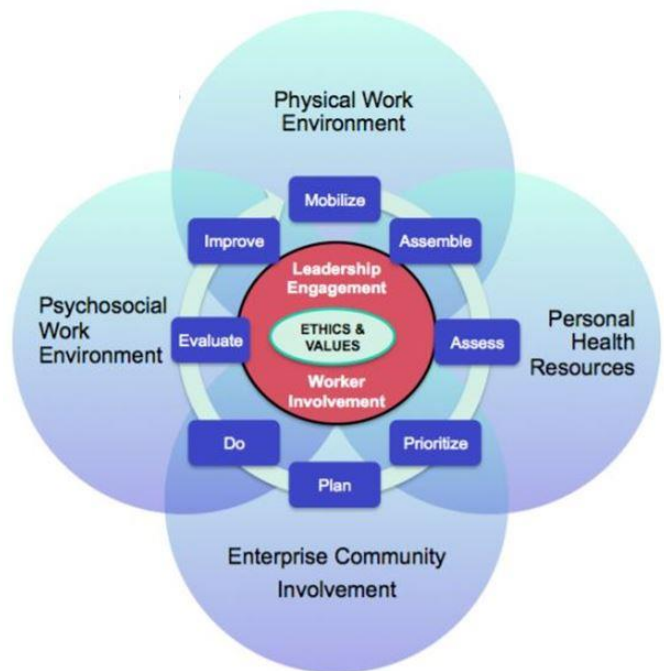 Physical Work
Environment
Mobilize
Improve
Assemble
Leadership
Engagement
Psychosocial
Work
Environment
Evaluate
ETHICS &
VALUES
Assess
Personal
Health
Resources
Worker
Involvement
Do
Prioritize
Plan
Enterprise Community
Involvement